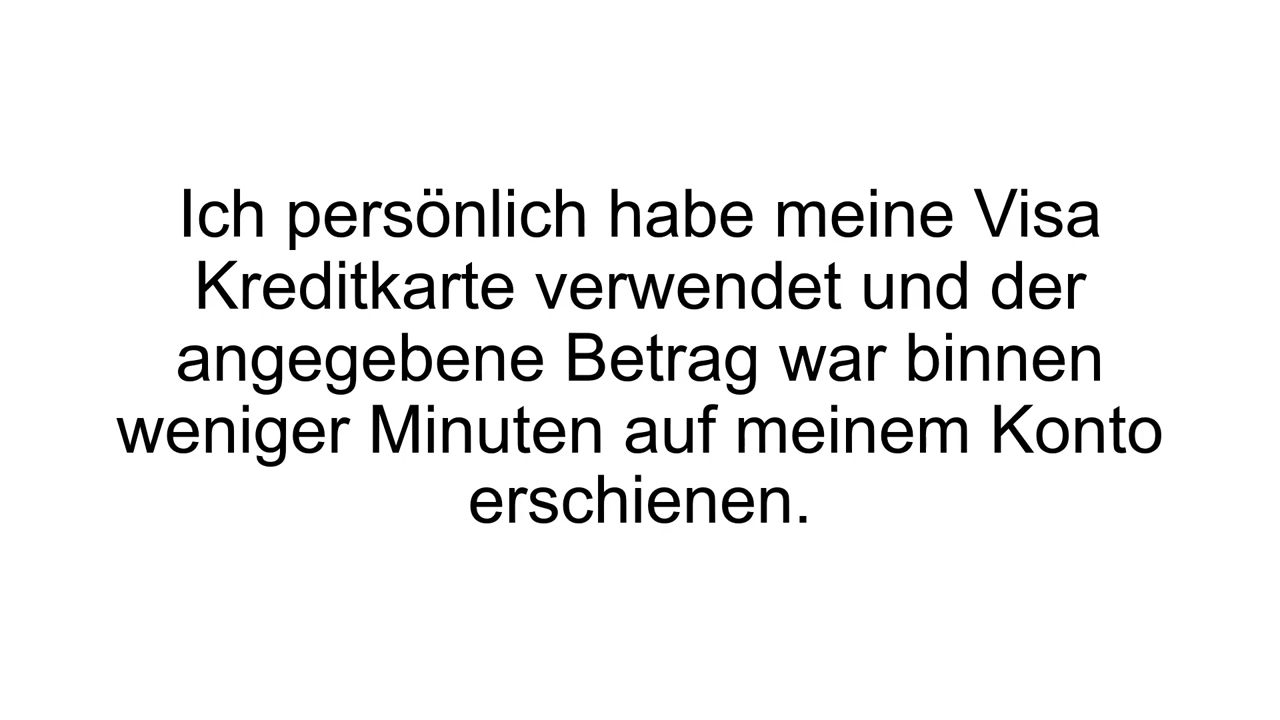 Ich persönlich habe meine Visa
Kreditkarte verwendet und der
angegebene Betrag war binnen
weniger Minuten auf meinem Konto
erschienen.